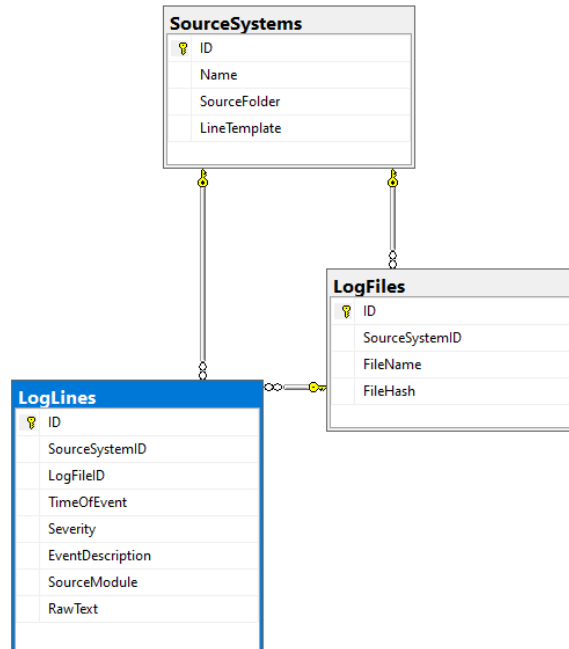 SourceSystems
ID
Name
SourceFolder
LineTemplate
LogFiles
ID
SourceSystemID
FileName
FileHash
LogLines
ID
SourceSystemID
LogFileID
TimeOfEvent
Severity
EventDescription
SourceModule
RawText